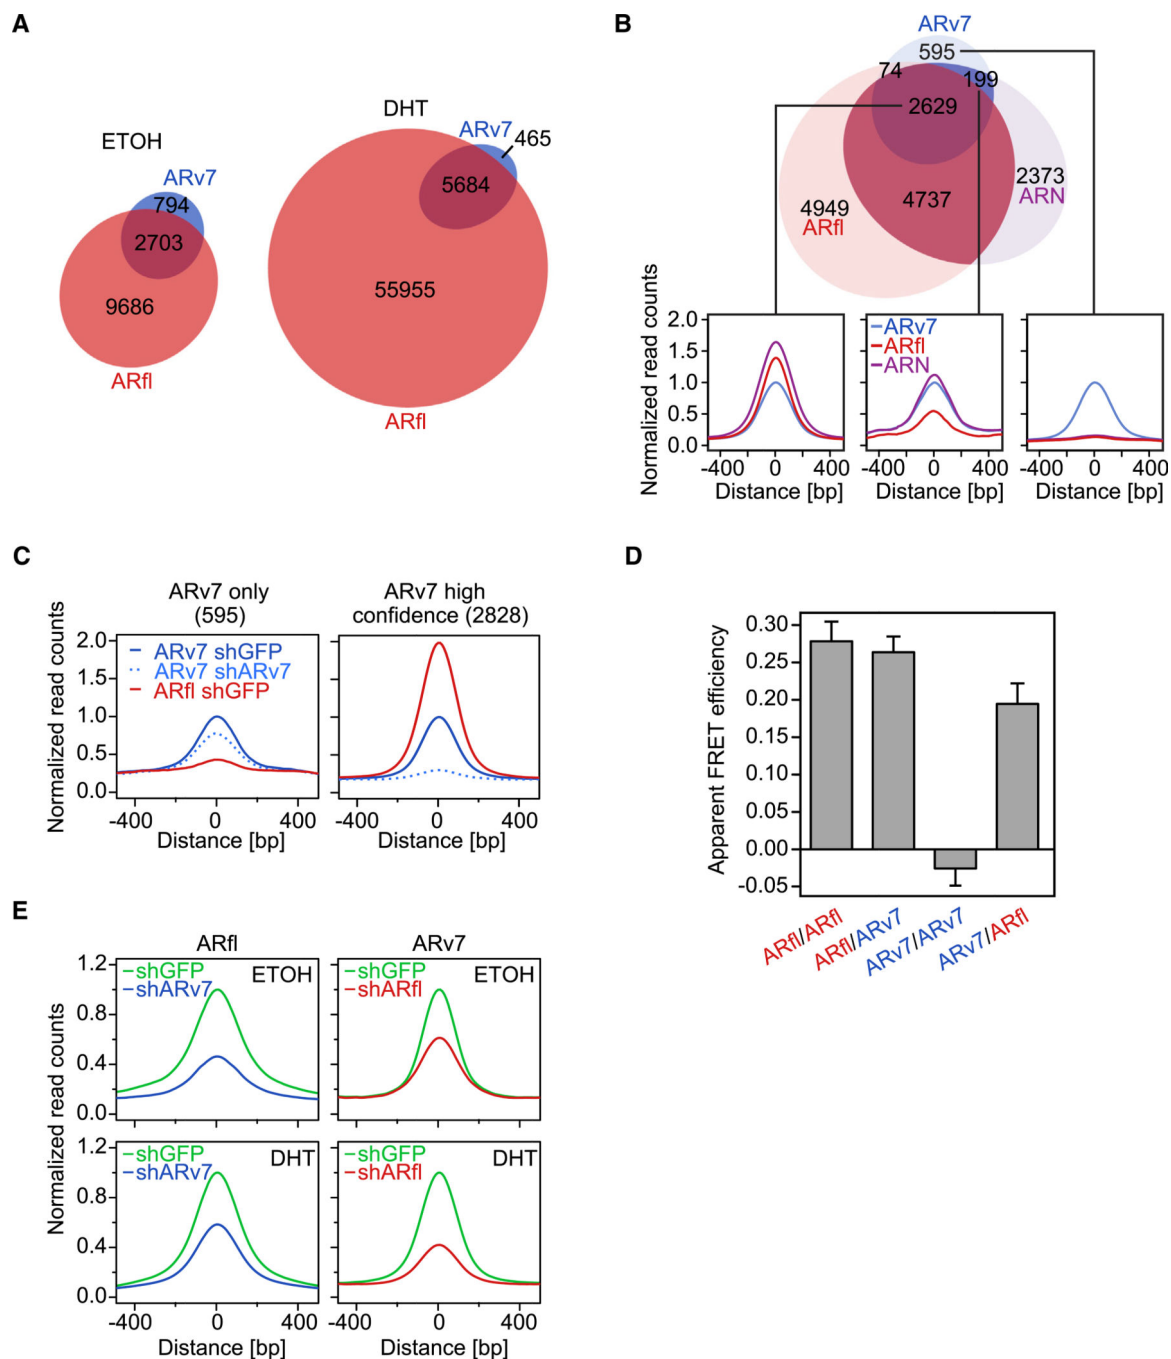 A
ETOH
ARv7
794
2703
9686
ARfl
DHT
ARv7
465
5684
55955
ARfl
B
ARv7
595
74
199
2629
2373
ARN
4737
4949
ARfl
Normalized read counts
2.0
1.5
1.0
0.5
0.0
ARv7
ARfl
ARN
-400 0 400
-400 0 400
-400 0 400
Distance [bp]
Distance [bp]
Distance [bp]
C
ARv7 only
(595)
ARv7 high
confidence (2828)
Normalized read counts
2.0
1.5
1.0
0.5
0.0
ARv7 shGFP
ARv7 shARv7
ARfl shGFP
-400 0 400
-400 0 400
Distance [bp]
Distance [bp]
D
Apparent FRET efficiency
0.30
0.25
0.20
0.15
0.10
0.05
0.00
-0.05
ARfl/ARfl
ARfl/ARv7
ARv7/ARv7
ARv7/ARfl
E
ARfl
ARv7
Normalized read counts
1.2
0.8
0.4
0.0
shGFP
shARv7
ETOH
shGFP
shARfl
ETOH
Normalized read counts
1.2
0.8
0.4
0.0
shGFP
shARv7
DHT
shGFP
shARfl
DHT
-400 0 400
-400 0 400
Distance [bp]
Distance [bp]